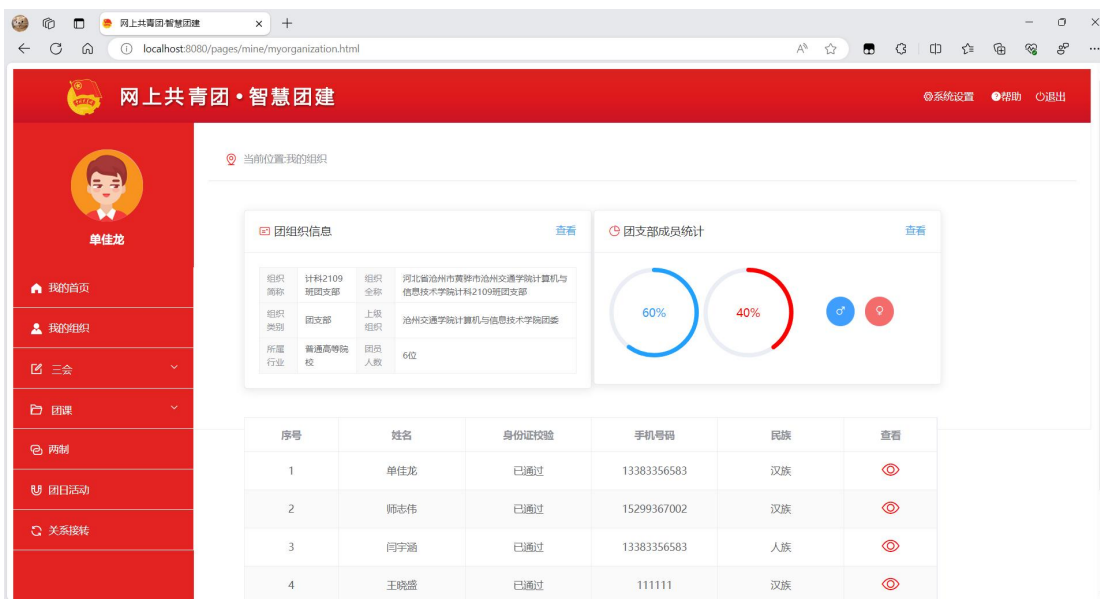 网上共青团·智慧团建
localhost:8080/pages/mine/myorganization.html
网上共青团•智慧团建
系统设置 帮助 退出
单佳龙
我的首页
我的组织
三会
团课
两制
团日活动
关系接转
当前位置:我的组织
团组织信息 查看
组织简称 计科2109班团支部 组织全称 河北省沧州市黄骅市沧州交通学院计算机与信息技术学院计科2109班团支部
组织类别 团支部 上级组织 沧州交通学院计算机与信息技术学院团委
所属行业 普通高等院校 团员人数 6位
团支部成员统计 查看
60% 40%
序号 姓名 身份证校验 手机号码 民族 查看
1 单佳龙 已通过 13383356583 汉族
2 师志伟 已通过 15299367002 汉族
3 闫宇涵 已通过 13383356583 人族
4 王晓盛 已通过 111111 汉族